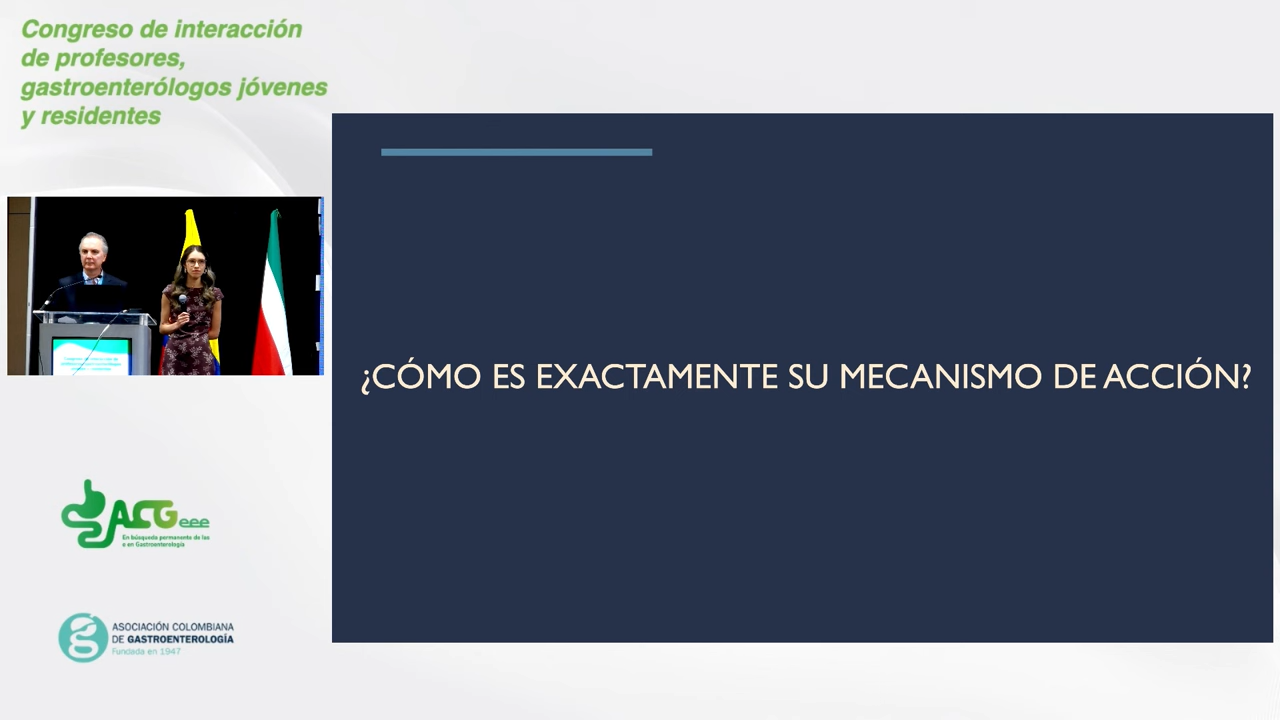 Congreso de interacción
de profesores,
gastroenterólogos jóvenes
y residentes
¿CÓMO ES EXACTAMENTE SU MECANISMO DE ACCIÓN?
ACGeee
En búsqueda permanente de las
e en Gastroenterología
ASOCIACIÓN COLOMBIANA
DE GASTROENTEROLOGÍA
Fundada en 1947